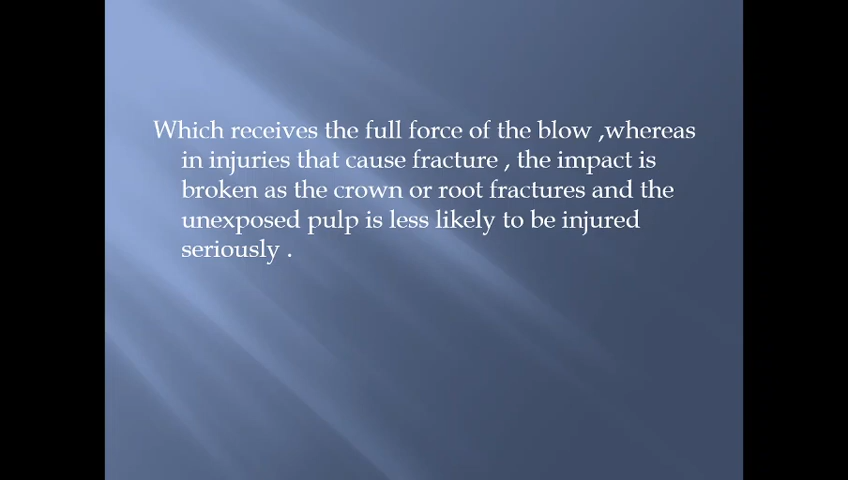 Which receives the full force of the blow ,whereas
in injuries that cause fracture , the impact is
broken as the crown or root fractures and the
unexposed pulp is less likely to be injured
seriously .